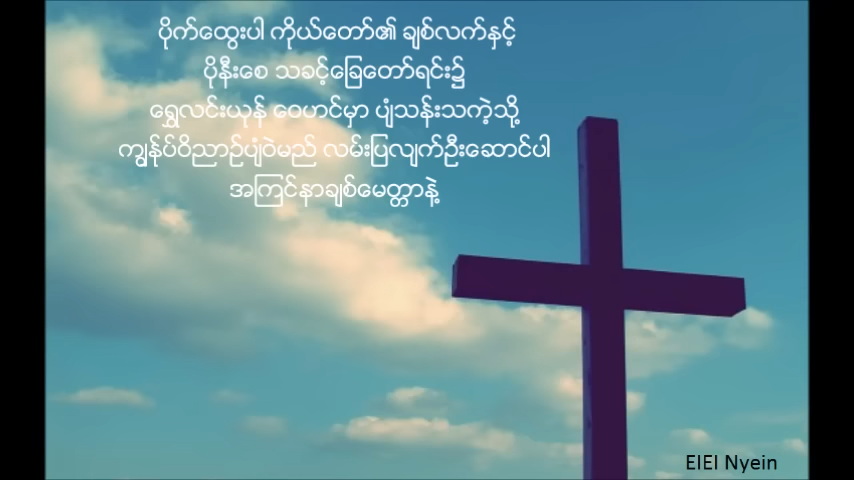 ပိုက်ထွေးပါ ကိုယ်တော်၏ ချစ်လက်နှင့်
ပိုနီးစေ သခင့်ခြေတော်ရင်း၌
ရွှေလင်းယုန် ဝေဟင်မှာ ပျံသန်းသကဲ့သို့
ကျွန်ုပ်ဝိညာဉ်ပျံဝဲမည် လမ်းပြလျက်ဦးဆောင်ပါ
အကြင်နာချစ်မေတ္တာနဲ့
EIEI Nyein